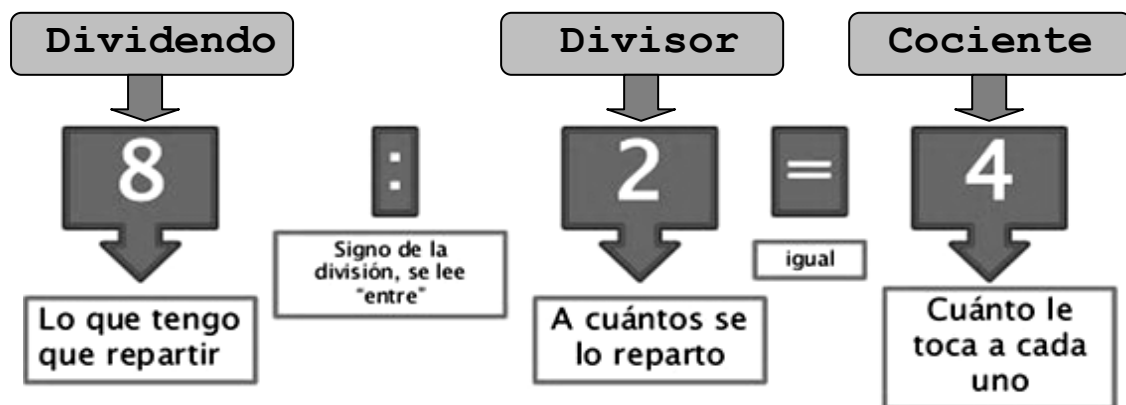 Dividendo Divisor Cociente
8 : 2 = 4
Signo de la
división, se lee
"entre"
igual
Lo que tengo
que repartir
A cuántos se
lo reparto
Cuánto le
toca a cada
uno